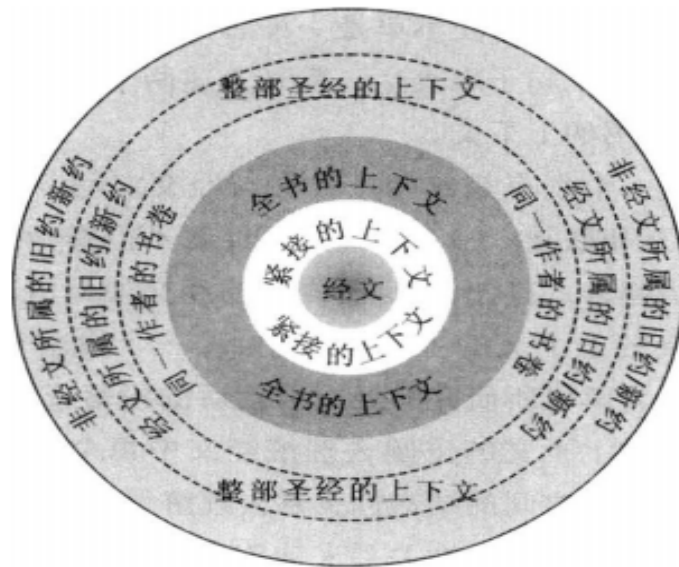 整部圣经的上下文
全书的上下文
紧接的上下文
经文
紧接的上下文
全书的上下文
整部圣经的上下文
非经文所属的旧约/新约
经文所属的旧约/新约
同一作者的书卷
同一作者的书卷
经文所属的旧约/新约
非经文所属的旧约/新约